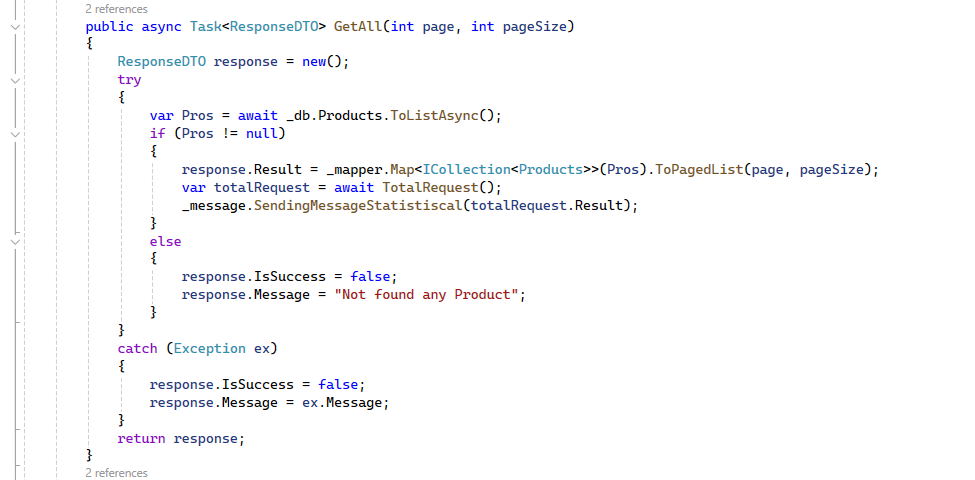 2 references
public async Task<ResponseDTO> GetAll(int page, int pageSize)
{
ResponseDTO response = new();
try
{
var Pros = await _db.Products.ToListAsync();
if (Pros != null)
{
response.Result = _mapper.Map<ICollection<Products>>(Pros).ToPagedList(page, pageSize);
var totalRequest = await TotalRequest();
_message.SendingMessageStatistiscal(totalRequest.Result);
}
else
{
response.IsSuccess = false;
response.Message = "Not found any Product";
}
}
catch (Exception ex)
{
response.IsSuccess = false;
response.Message = ex.Message;
}
return response;
}
2 references